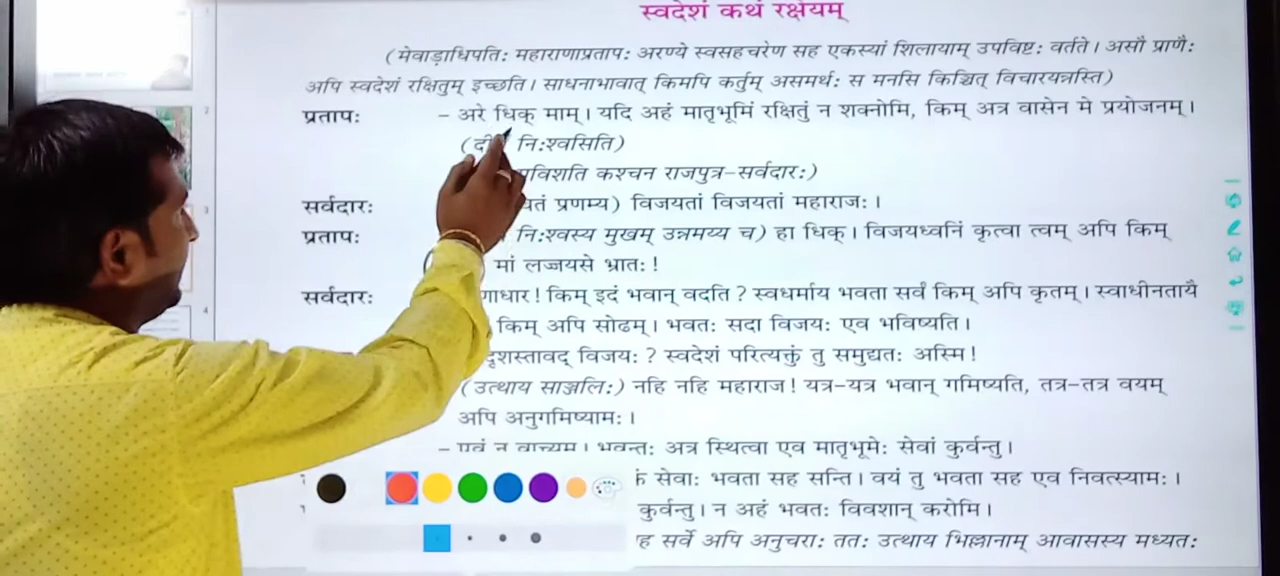 स्वदेशं कथं रक्षेयम्
(मेवाड़ाधिपतिः महाराणाप्रतापः अरण्ये स्वसहचरेण सह एकस्यां शिलायाम् उपविष्टः वर्तते। असौ प्राणैः
अपि स्वदेशं रक्षितुम् इच्छति। साधनाभावात् किमपि कर्तुम् असमर्थः स मनसि किञ्चित् विचारयन्नस्ति)
प्रतापः – अरे धिक् माम्। यदि अहं मातृभूमिं रक्षितुं न शक्नोमि, किम् अत्र वासेन मे प्रयोजनम्।
निःश्वसिति)
कश्चन राजपुत्र-सर्वदारः)
सर्वदारः प्रणम्य) विजयतां विजयतां महाराजः।
प्रतापः निःश्वस्य मुखम् उन्नमय्य च) हा धिक्। विजयध्वनिं कृत्वा त्वम् अपि किम्
मां लज्जयसे भ्रातः!
सर्वदारः किम् इदं भवान् वदति? स्वधर्माय भवता सर्वं किम् अपि कृतम्। स्वाधीनतायै
किम् अपि सोढम्। भवतः सदा विजयः एव भविष्यति।
विजयः? स्वदेशं परित्यक्तुं तु समुद्यतः अस्मि!
(उत्थाय साञ्जलिः) नहि नहि महाराज! यत्र-यत्र भवान् गमिष्यति, तत्र-तत्र वयम्
अपि अनुगमिष्यामः।
– एवं न वाच्यम्। भवन्तः अत्र स्थित्वा एव मातृभूमेः सेवां कुर्वन्तु।
सेवाः भवता सह सन्ति। वयं तु भवता सह एव निवत्स्यामः।
कुर्वन्तु। न अहं भवतः विवशान् करोमि।
सर्वे अपि अनुचराः ततः उत्थाय भिल्लानाम् आवासस्य मध्यतः